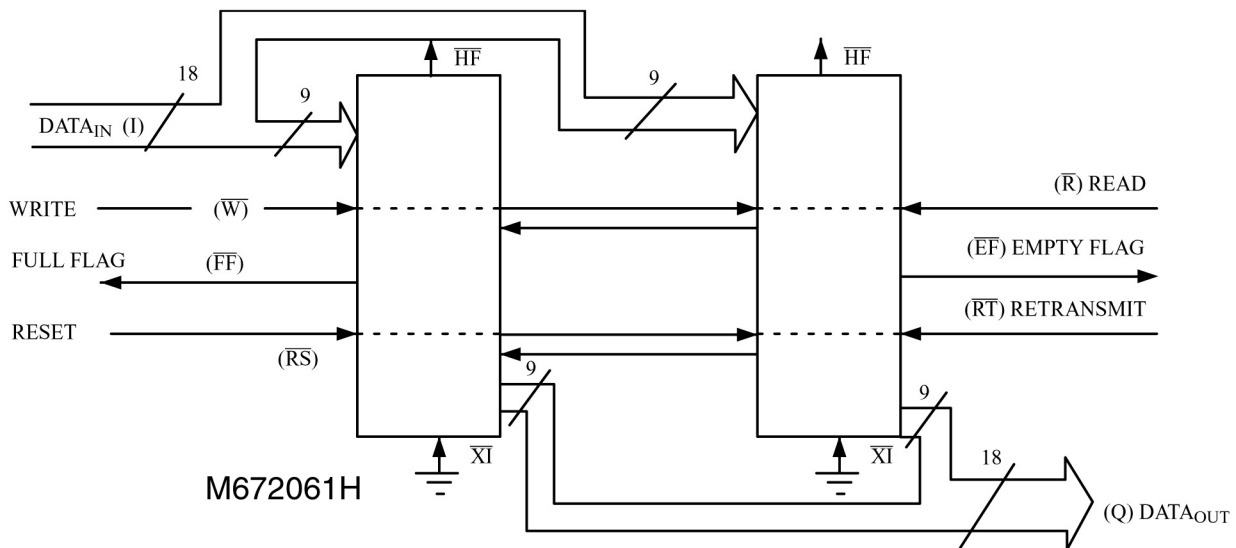 HF
HF
18
9
9
DATAIN (I)
(R) READ
WRITE (W)
(EF) EMPTY FLAG
FULL FLAG (FF)
(RT) RETRANSMIT
RESET
(RS)
9
9
XI
XI
18
M672061H
(Q) DATAOUT